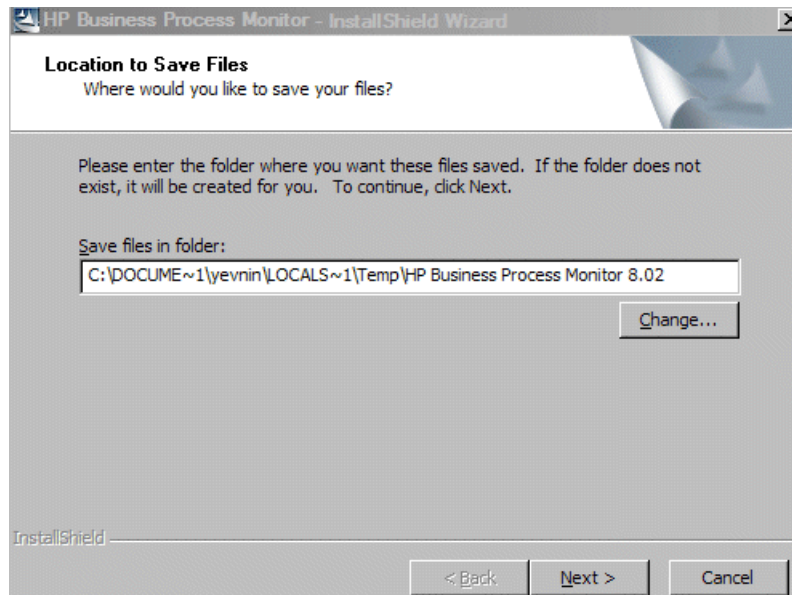 HP Business Process Monitor - InstallShield Wizard
Location to Save Files
Where would you like to save your files?
Please enter the folder where you want these files saved. If the folder does not
exist, it will be created for you. To continue, click Next.
Save files in folder:
C:\DOCUME~1\yevnin\LOCALS~1\Temp\HP Business Process Monitor 8.02
Change...
InstallShield
< Back Next > Cancel